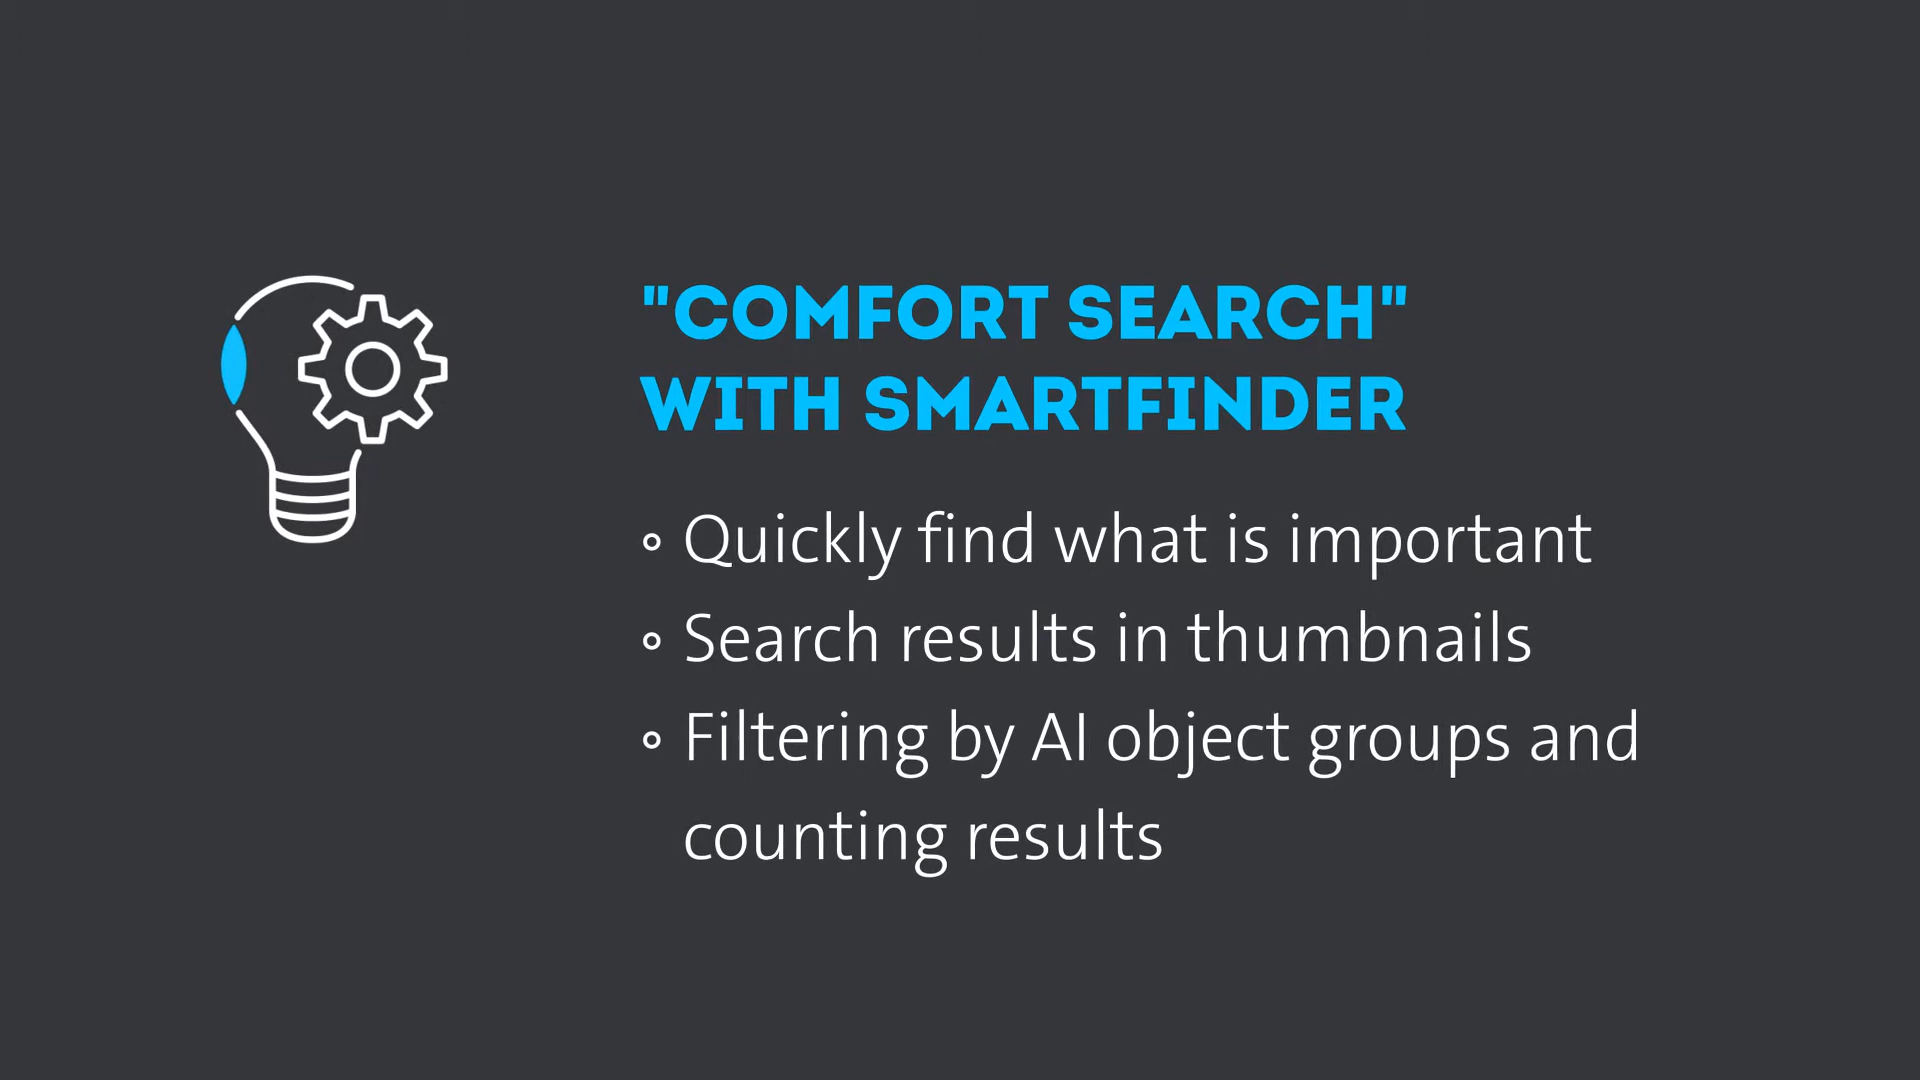 "COMFORT SEARCH"
WITH SMARTFINDER
◦ Quickly find what is important
◦ Search results in thumbnails
◦ Filtering by AI object groups and
counting results